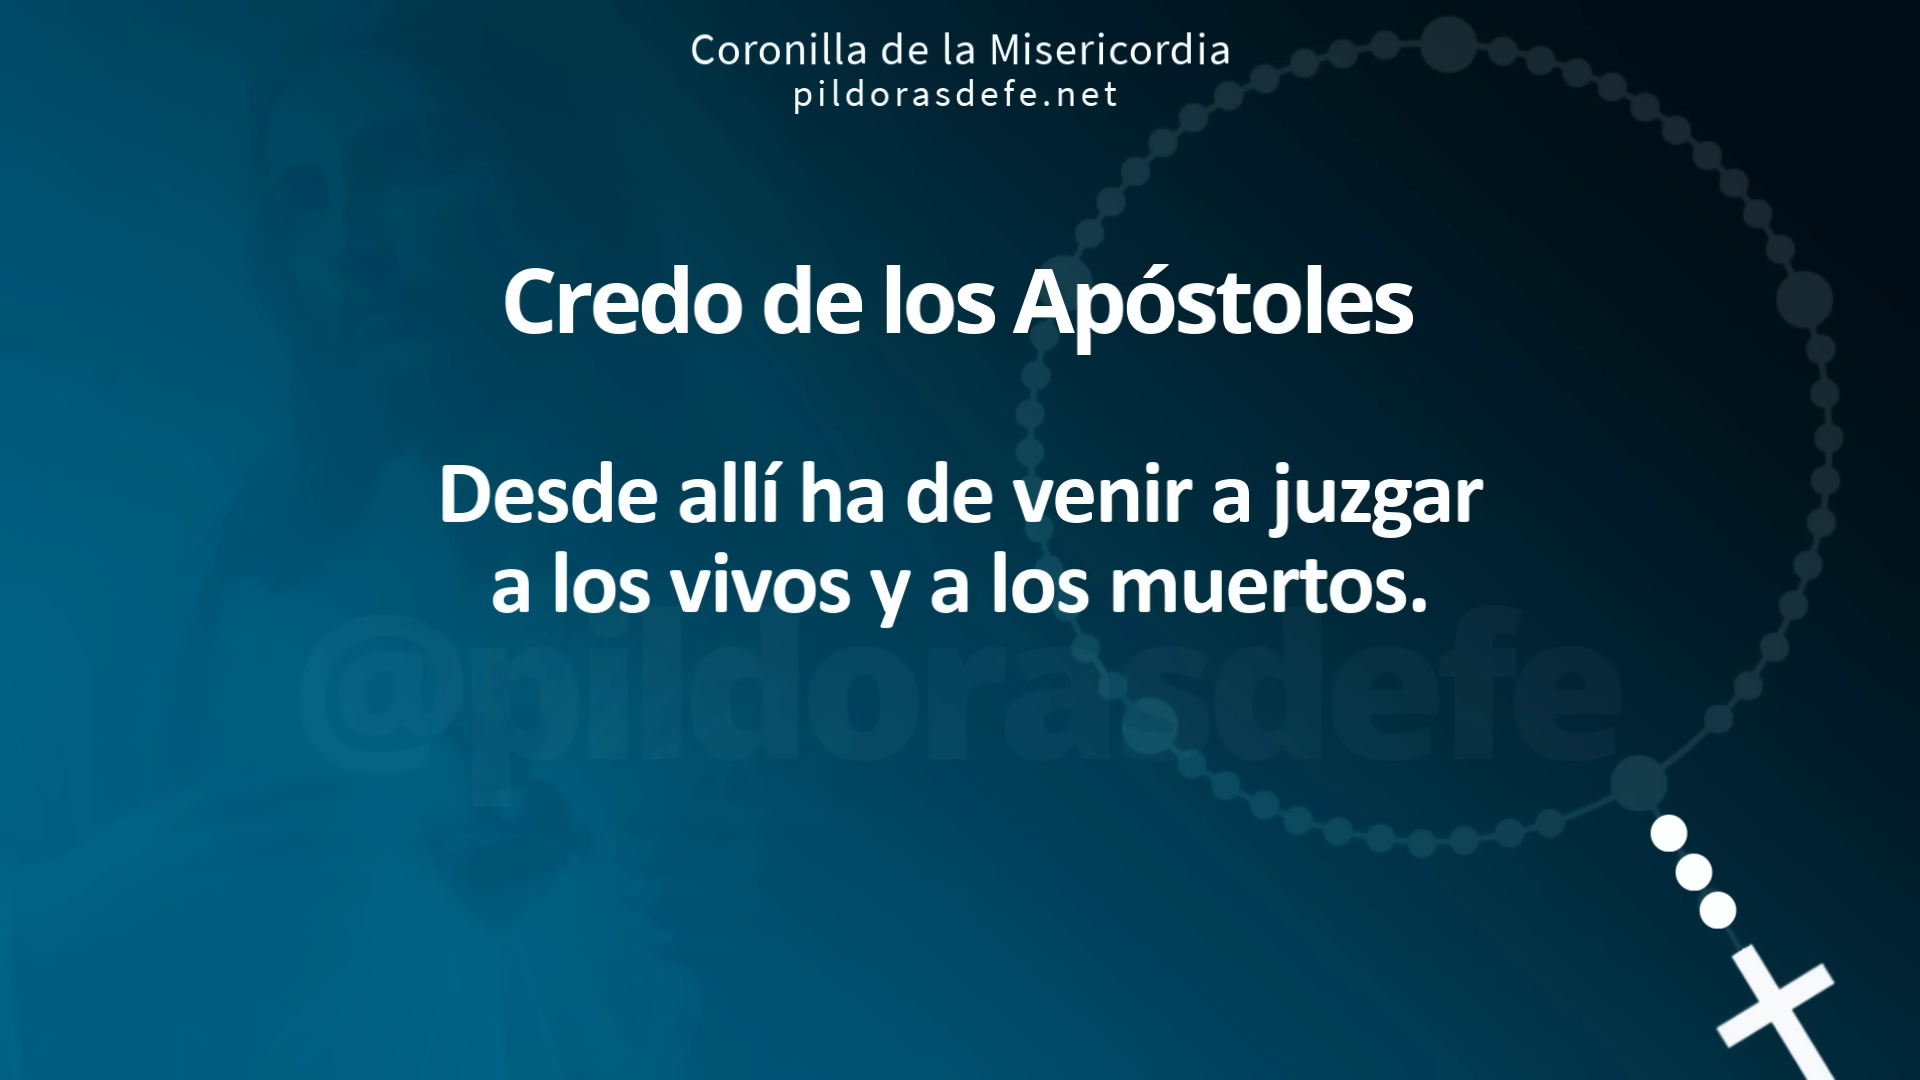 Coronilla de la Misericordia
pildorasdefe.net
Credo de los Apóstoles
Desde allí ha de venir a juzgar
a los vivos y a los muertos.
@pildorasdefe